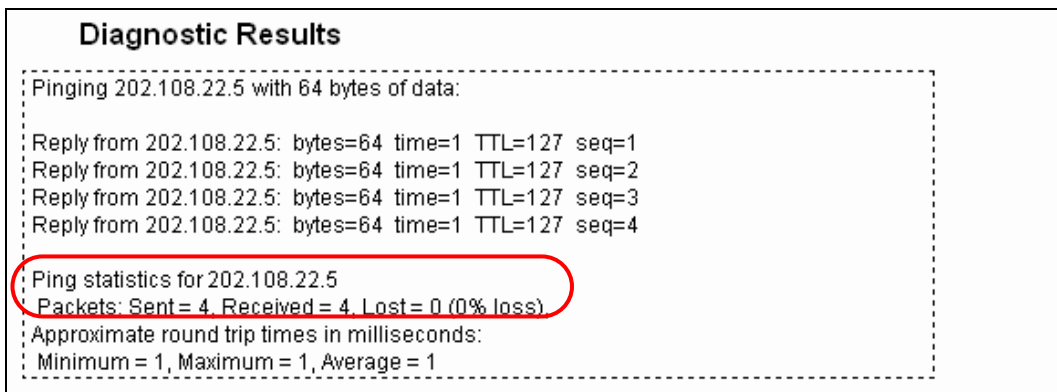 Diagnostic Results
Pinging 202.108.22.5 with 64 bytes of data:
Reply from 202.108.22.5: bytes=64 time=1 TTL=127 seq=1
Reply from 202.108.22.5: bytes=64 time=1 TTL=127 seq=2
Reply from 202.108.22.5: bytes=64 time=1 TTL=127 seq=3
Reply from 202.108.22.5: bytes=64 time=1 TTL=127 seq=4
Ping statistics for 202.108.22.5
Packets: Sent = 4, Received = 4, Lost = 0 (0% loss),
Approximate round trip times in milliseconds:
Minimum = 1, Maximum = 1, Average = 1